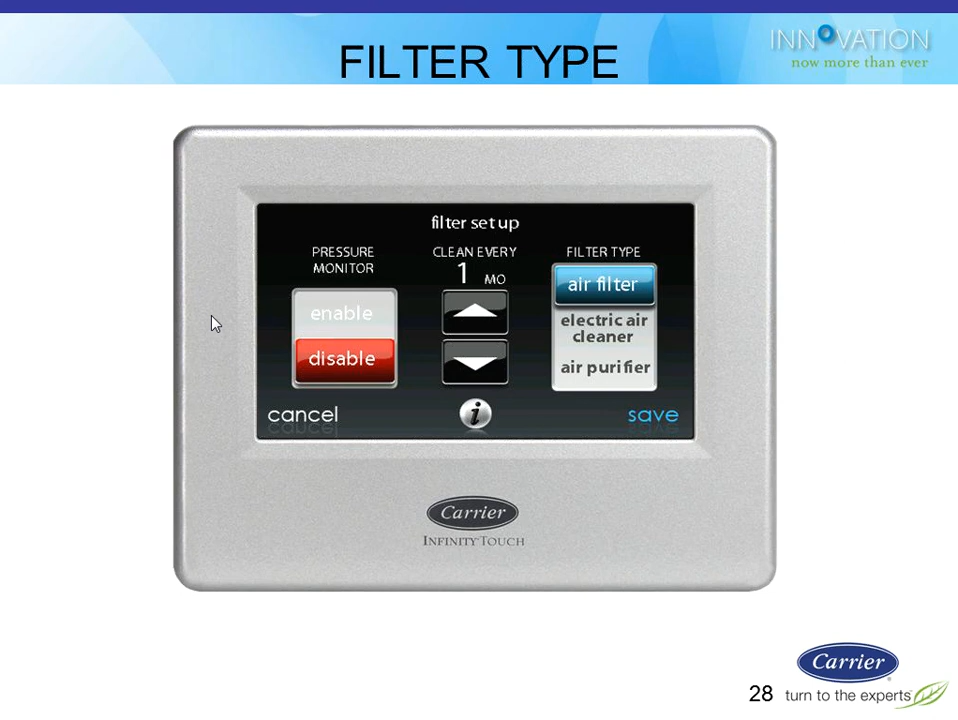 FILTER TYPE
INNOVATION
now more than ever
filter set up
PRESSURE
MONITOR
enable
disable
CLEAN EVERY
1 MO
FILTER TYPE
air filter
electric air
cleaner
air purifier
cancel
i
save
Carrier
INFINITY TOUCH
Carrier
28 turn to the experts